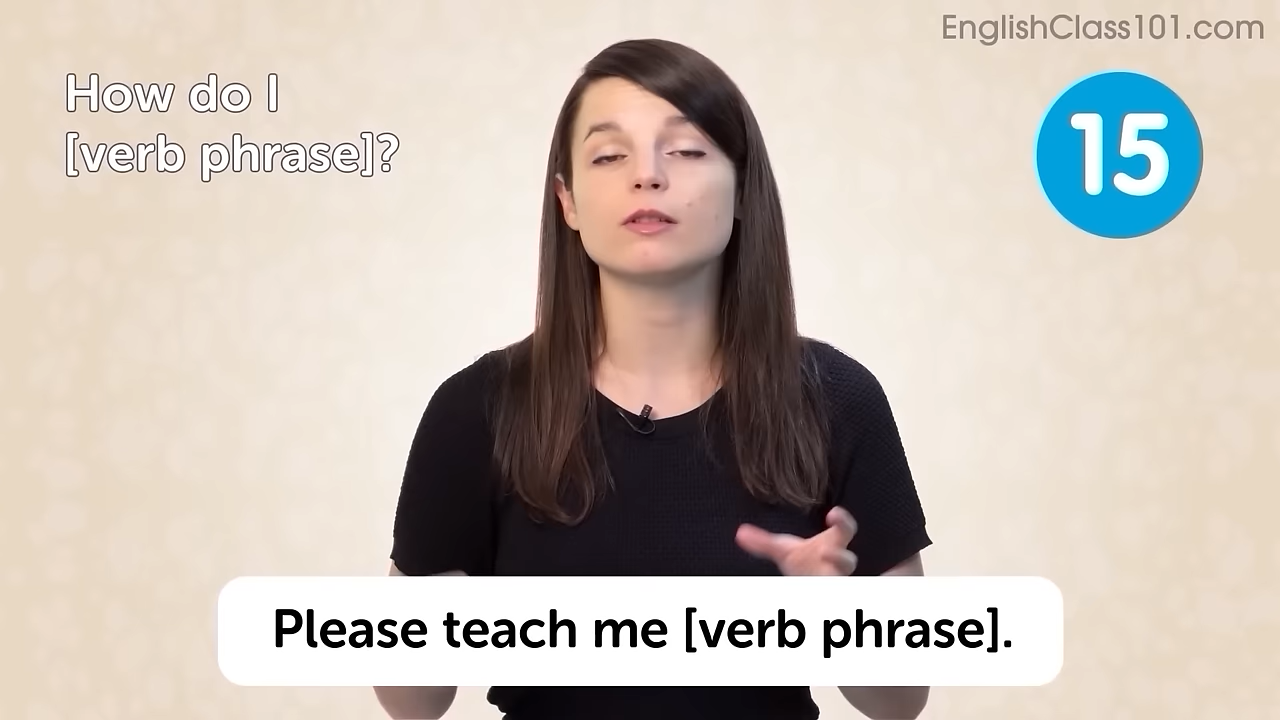 EnglishClass101.com
How do I
[verb phrase]?
15
Please teach me [verb phrase].